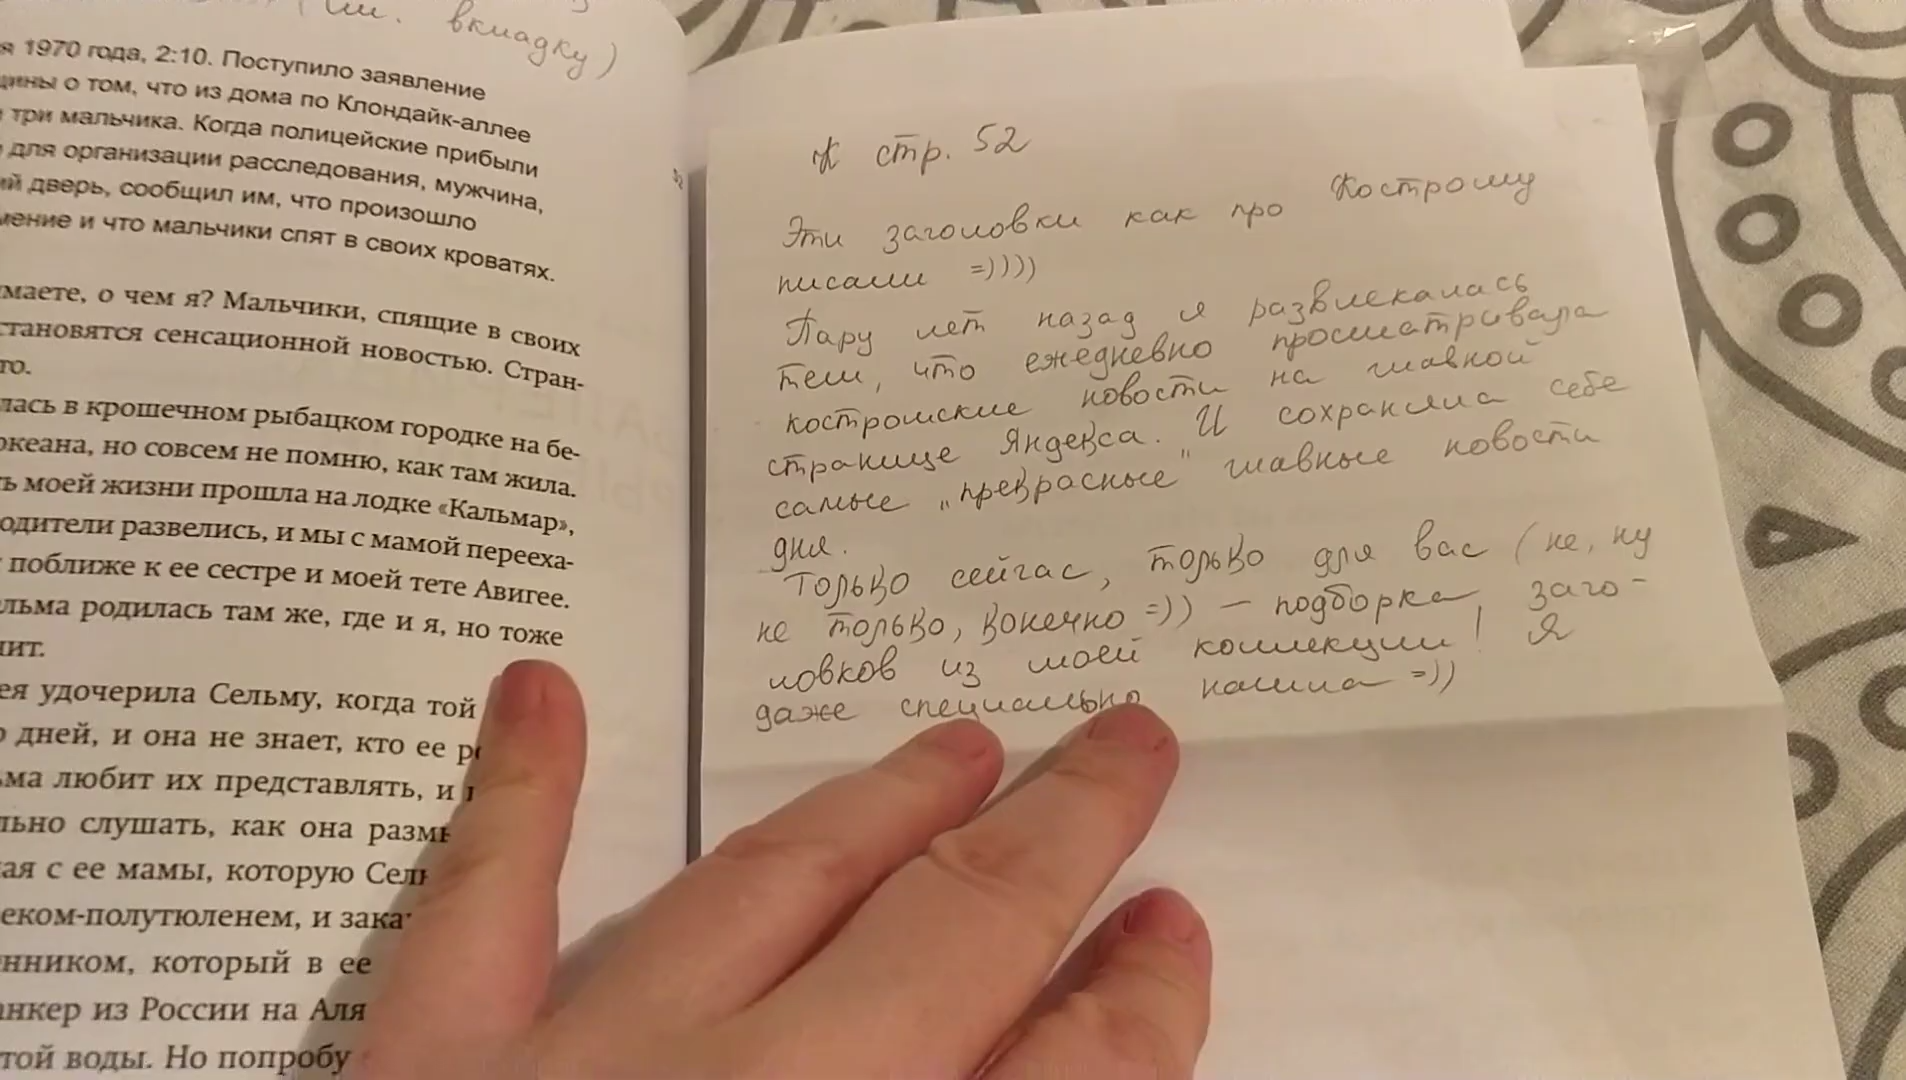 (см. вкладку)
я 1970 года, 2:10. Поступило заявление
о том, что из дома по Клондайк-аллее
три мальчика. Когда полицейские прибыли
для организации расследования, мужчина,
дверь, сообщил им, что произошло
и что мальчики спят в своих кроватях.
маете, о чем я? Мальчики, спящие в своих
становятся сенсационной новостью. Стран-
то.
лась в крошечном рыбацком городке на бе-
океана, но совсем не помню, как там жила.
ь моей жизни прошла на лодке «Кальмар»,
одители развелись, и мы с мамой перееха-
поближе к ее сестре и моей тете Авигее.
льма родилась там же, где и я, но тоже
нит.
ея удочерила Сельму, когда той
дней, и она не знает, кто ее
ьма любит их представлять, и
льно слушать, как она разм
ая с ее мамы, которую Сел
еком-полутюленем, и зака
нником, который в ее
анкер из России на Аля
той воды. Но попробу
52
К стр. 52
Эти заголовки как про Кострому
писали =))))
Пару лет назад я развлекалась
тем, что ежедневно просматривала
костромские новости на главной
странице Яндекса. И сохраняла себе
самые „прекрасные" главные новости
дня.
Только сейчас, только для вас (не, ну
не только, конечно =)) – подборка заго-
ловков из моей коллекции! Я
даже специально нашла =))